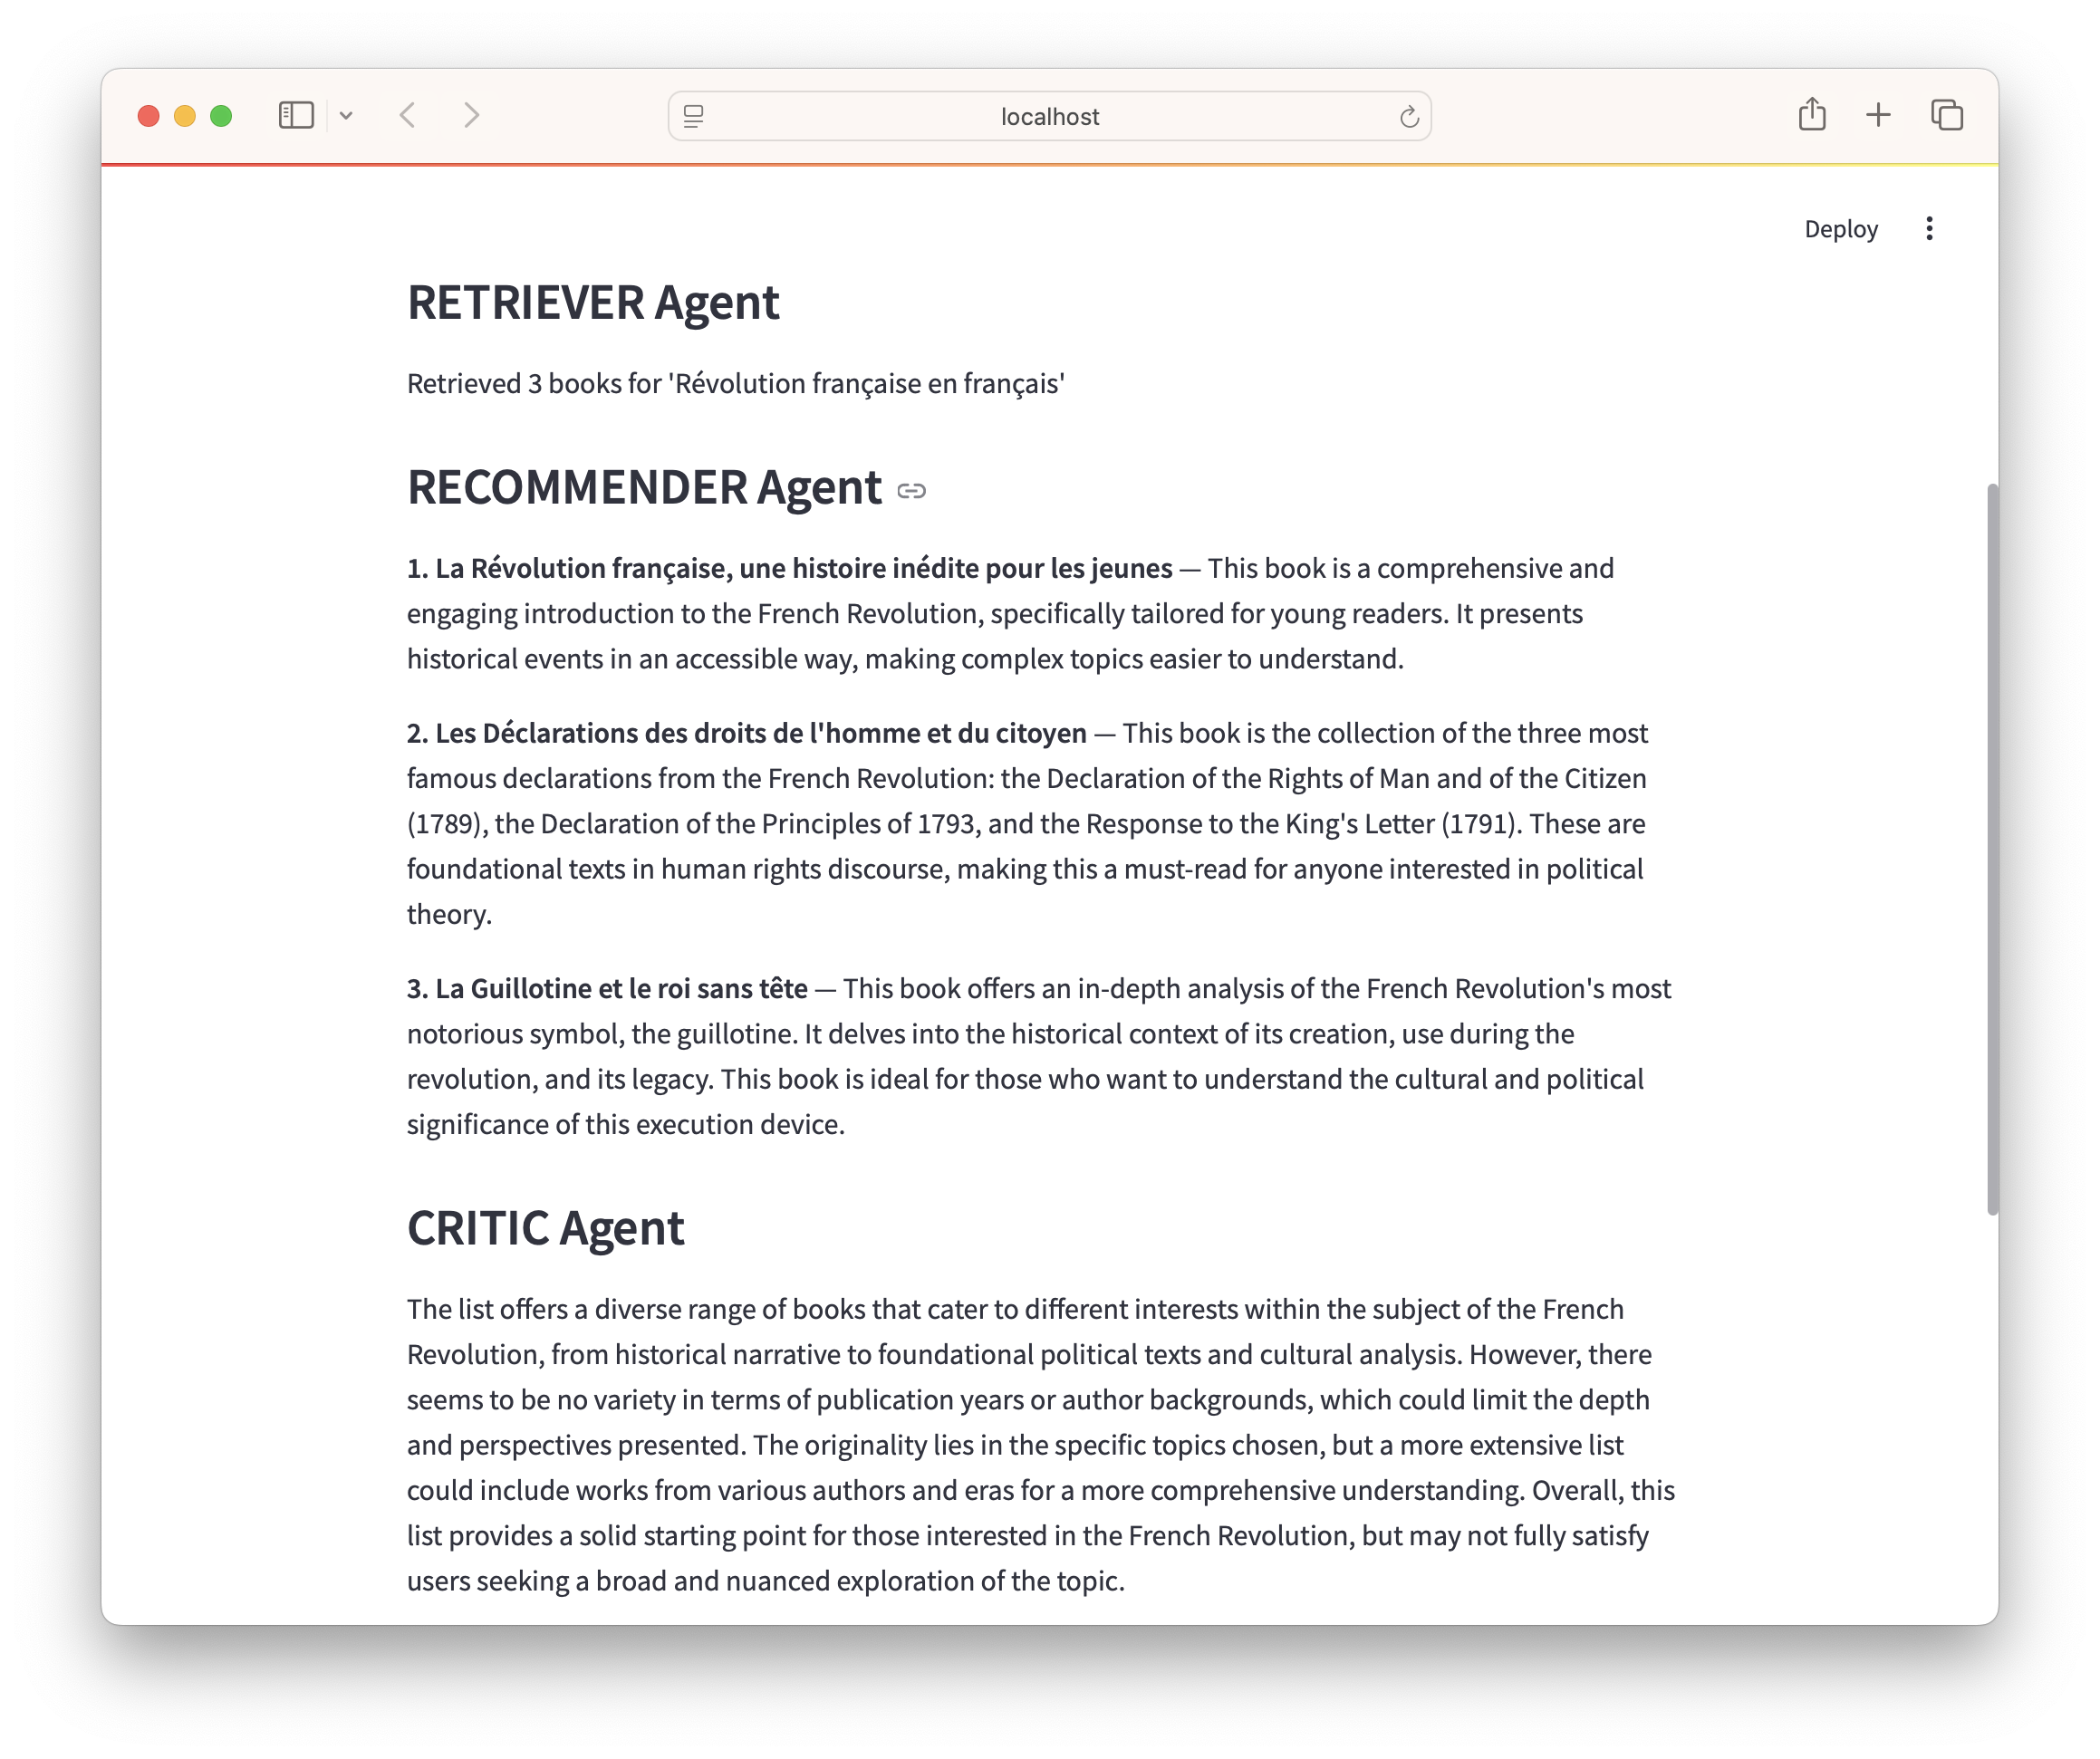 localhost
Deploy
RETRIEVER Agent
Retrieved 3 books for 'Révolution française en français'
RECOMMENDER Agent
1. La Révolution française, une histoire inédite pour les jeunes — This book is a comprehensive and
engaging introduction to the French Revolution, specifically tailored for young readers. It presents
historical events in an accessible way, making complex topics easier to understand.
2. Les Déclarations des droits de l'homme et du citoyen — This book is the collection of the three most
famous declarations from the French Revolution: the Declaration of the Rights of Man and of the Citizen
(1789), the Declaration of the Principles of 1793, and the Response to the King's Letter (1791). These are
foundational texts in human rights discourse, making this a must-read for anyone interested in political
theory.
3. La Guillotine et le roi sans tête — This book offers an in-depth analysis of the French Revolution's most
notorious symbol, the guillotine. It delves into the historical context of its creation, use during the
revolution, and its legacy. This book is ideal for those who want to understand the cultural and political
significance of this execution device.
CRITIC Agent
The list offers a diverse range of books that cater to different interests within the subject of the French
Revolution, from historical narrative to foundational political texts and cultural analysis. However, there
seems to be no variety in terms of publication years or author backgrounds, which could limit the depth
and perspectives presented. The originality lies in the specific topics chosen, but a more extensive list
could include works from various authors and eras for a more comprehensive understanding. Overall, this
list provides a solid starting point for those interested in the French Revolution, but may not fully satisfy
users seeking a broad and nuanced exploration of the topic.